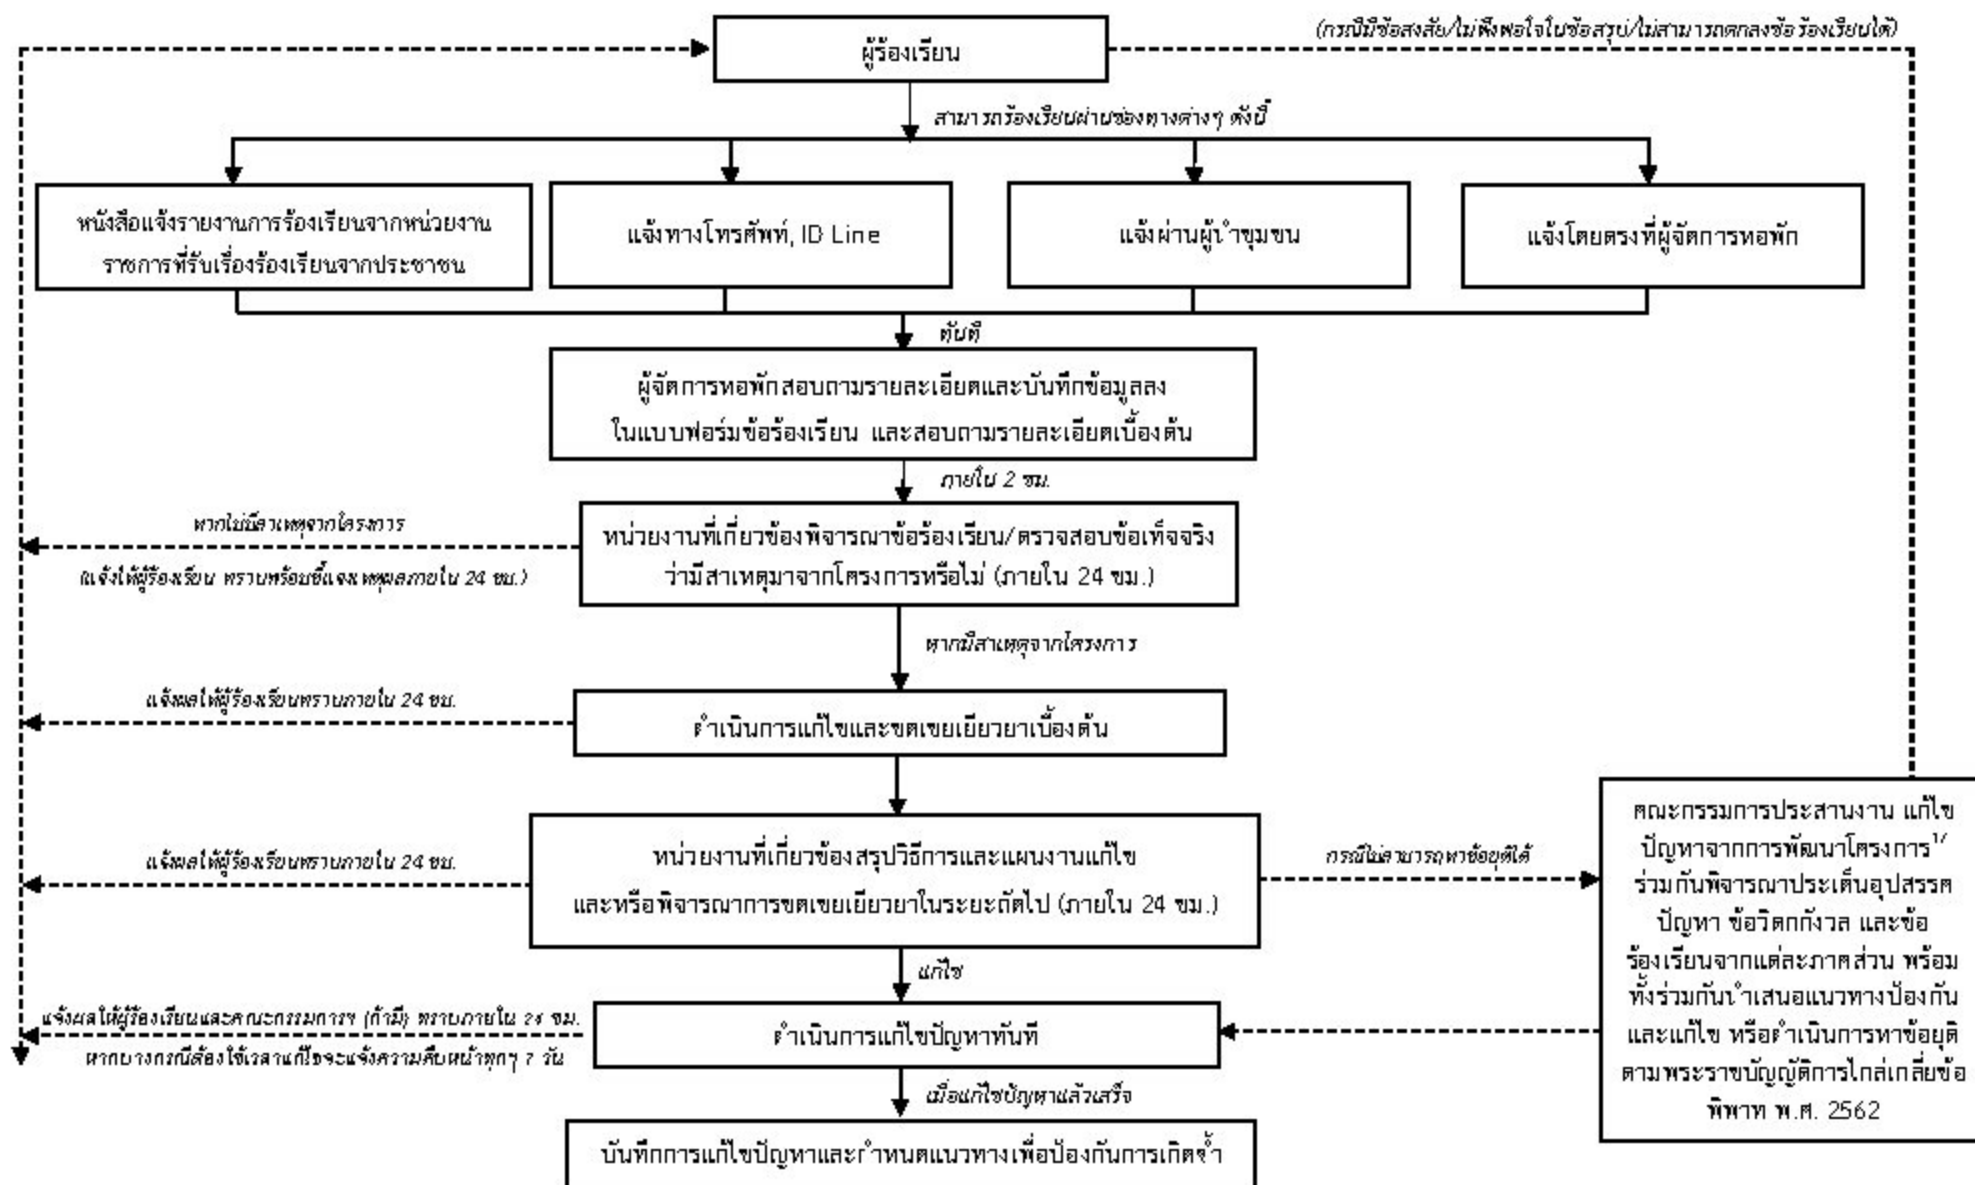 (กรณีมีข้อสงสัย/ไม่พึงพอใจในข้อสรุป/ไม่สามารถตกลงข้อร้องเรียนได้)
ผู้ร้องเรียน
สามารถร้องเรียนผ่านช่องทางต่างๆ ดังนี้
หนังสือแจ้งรายงานการร้องเรียนจากหน่วยงาน
ราชการที่รับเรื่องร้องเรียนจากประชาชน
แจ้งทางโทรศัพท์, ID Line
แจ้งผ่านผู้นำชุมชน
แจ้งโดยตรงที่ผู้จัดการหอพัก
ทันที
ผู้จัดการหอพักสอบถามรายละเอียดและบันทึกข้อมูลลง
ในแบบฟอร์มข้อร้องเรียน และสอบถามรายละเอียดเบื้องต้น
ภายใน 2 ชม.
หากไม่มีสาเหตุจากโครงการ
(แจ้งให้ผู้ร้องเรียน ทราบพร้อมชี้แจงเหตุผลภายใน 24 ชม.)
หน่วยงานที่เกี่ยวข้องพิจารณาข้อร้องเรียน/ตรวจสอบข้อเท็จจริง
ว่ามีสาเหตุมาจากโครงการหรือไม่ (ภายใน 24 ชม.)
หากมีสาเหตุจากโครงการ
แจ้งผลให้ผู้ร้องเรียนทราบภายใน 24 ชม.
ดำเนินการแก้ไขและชดเชยเยียวยาเบื้องต้น
แจ้งผลให้ผู้ร้องเรียนทราบภายใน 24 ชม.
หน่วยงานที่เกี่ยวข้องสรุปวิธีการและแผนงานแก้ไข
และหรือพิจารณาการชดเชยเยียวยาในระยะถัดไป (ภายใน 24 ชม.)
กรณีไม่สามารถหาข้อยุติได้
คณะกรรมการประสานงาน แก้ไข
ปัญหาจากการพัฒนาโครงการ1/
ร่วมกันพิจารณาประเด็นอุปสรรค
ปัญหา ข้อวิตกกังวล และข้อ
ร้องเรียนจากแต่ละภาคส่วน พร้อม
ทั้งร่วมกันนำเสนอแนวทางป้องกัน
และแก้ไข หรือดำเนินการหาข้อยุติ
ตามพระราชบัญญัติการไกล่เกลี่ยข้อ
พิพาท พ.ศ. 2562
แก้ไข
แจ้งผลให้ผู้ร้องเรียนและคณะกรรมการฯ (ถ้ามี) ทราบภายใน 24 ชม.
หากบางกรณีต้องใช้เวลาแก้ไขจะแจ้งความคืบหน้าทุกๆ 7 วัน
ดำเนินการแก้ไขปัญหาทันที
เมื่อแก้ไขปัญหาแล้วเสร็จ
บันทึกการแก้ไขปัญหาและกำหนดแนวทางเพื่อป้องกันการเกิดซ้ำ